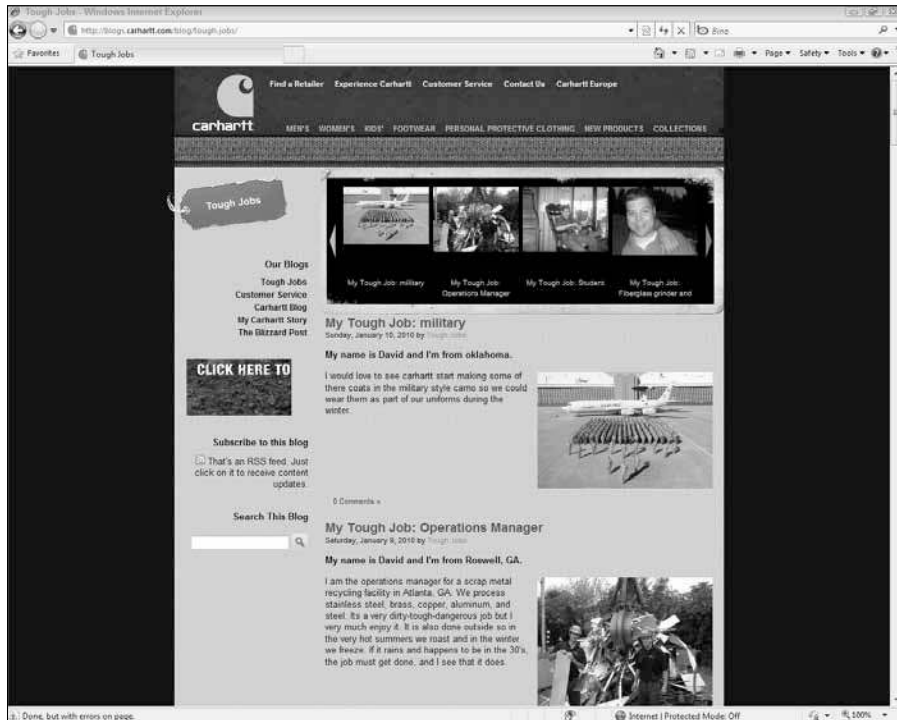 Tough Jobs - Windows Internet Explorer
http://blogs.carhartt.com/blog/tough-jobs/
Bing
Favorites
Tough Jobs
Page
Safety
Tools
Find a Retailer Experience Carhartt Customer Service Contact Us Carhartt Europe
carhartt
MEN'S WOMEN'S KIDS' FOOTWEAR PERSONAL PROTECTIVE CLOTHING NEW PRODUCTS COLLECTIONS
Tough Jobs
Our Blogs
Tough Jobs
Customer Service
Carhartt Blog
My Carhartt Story
The Blizzard Post
CLICK HERE TO
Subscribe to this blog
That's an RSS feed. Just
click on it to receive content
updates.
Search This Blog
My Tough Job: military
My Tough Job:
Operations Manager
My Tough Job: Student
My Tough Job:
Fiberglass grinder and
My Tough Job: military
Sunday, January 10, 2010 by Tough Jobs
My name is David and I'm from oklahoma.
I would love to see carhartt start making some of
there coats in the military style camo so we could
wear them as part of our uniforms during the
winter.
0 Comments »
My Tough Job: Operations Manager
Saturday, January 9, 2010 by Tough Jobs
My name is David and I'm from Roswell, GA.
I am the operations manager for a scrap metal
recycling facility in Atlanta, GA. We process
stainless steel, brass, copper, aluminum, and
steel. Its a very dirty-tough-dangerous job but I
very much enjoy it. It is also done outside so in
the very hot summers we roast and in the winter
we freeze. If it rains and happens to be in the 30's,
the job must get done, and I see that it does.
Done, but with errors on page.
Internet | Protected Mode: Off
100%